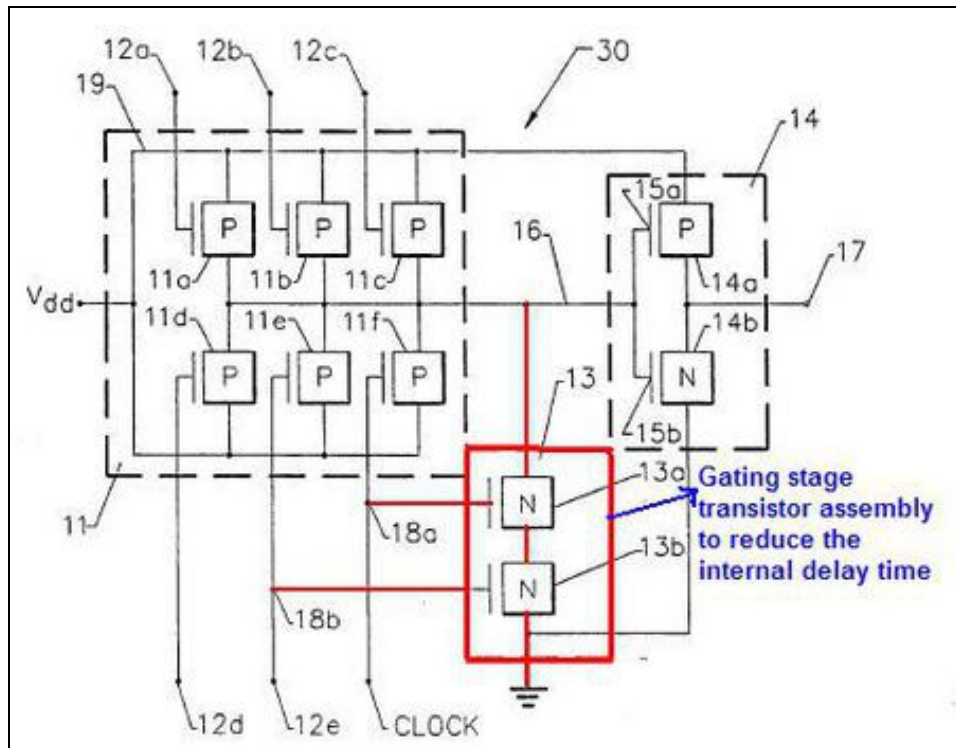 12a 12b 12c
30
19
14
15a
P P P P
16
17
11a 11b 11c
14a
Vdd
11d 11e 11f
14b
P P P N
13
15b
13a
Gating stage
transistor assembly
to reduce the
internal delay time
N
11
18a
13b
N
18b
12d 12e CLOCK